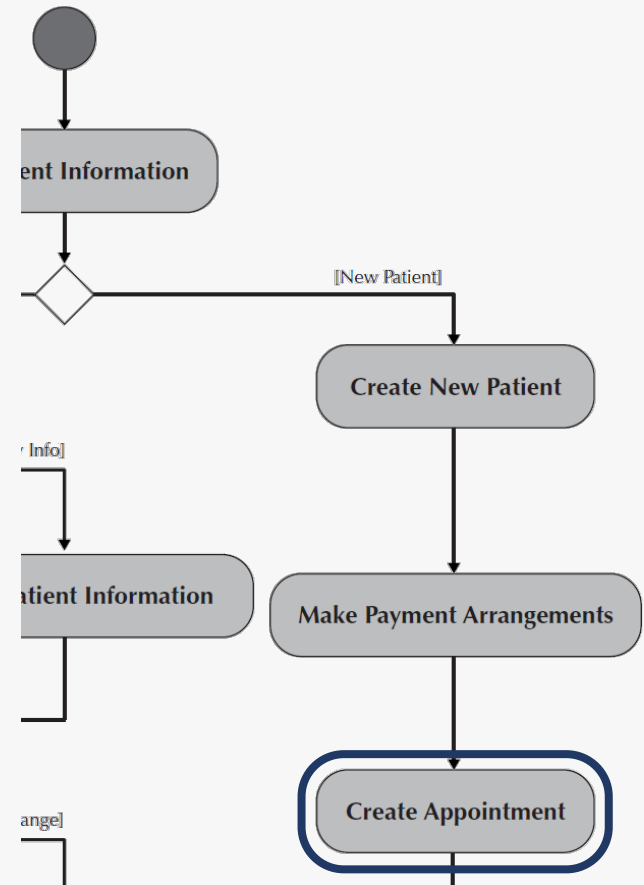 ent Information
[New Patient]
Create New Patient
Info]
atient Information
Make Payment Arrangements
ange]
Create Appointment